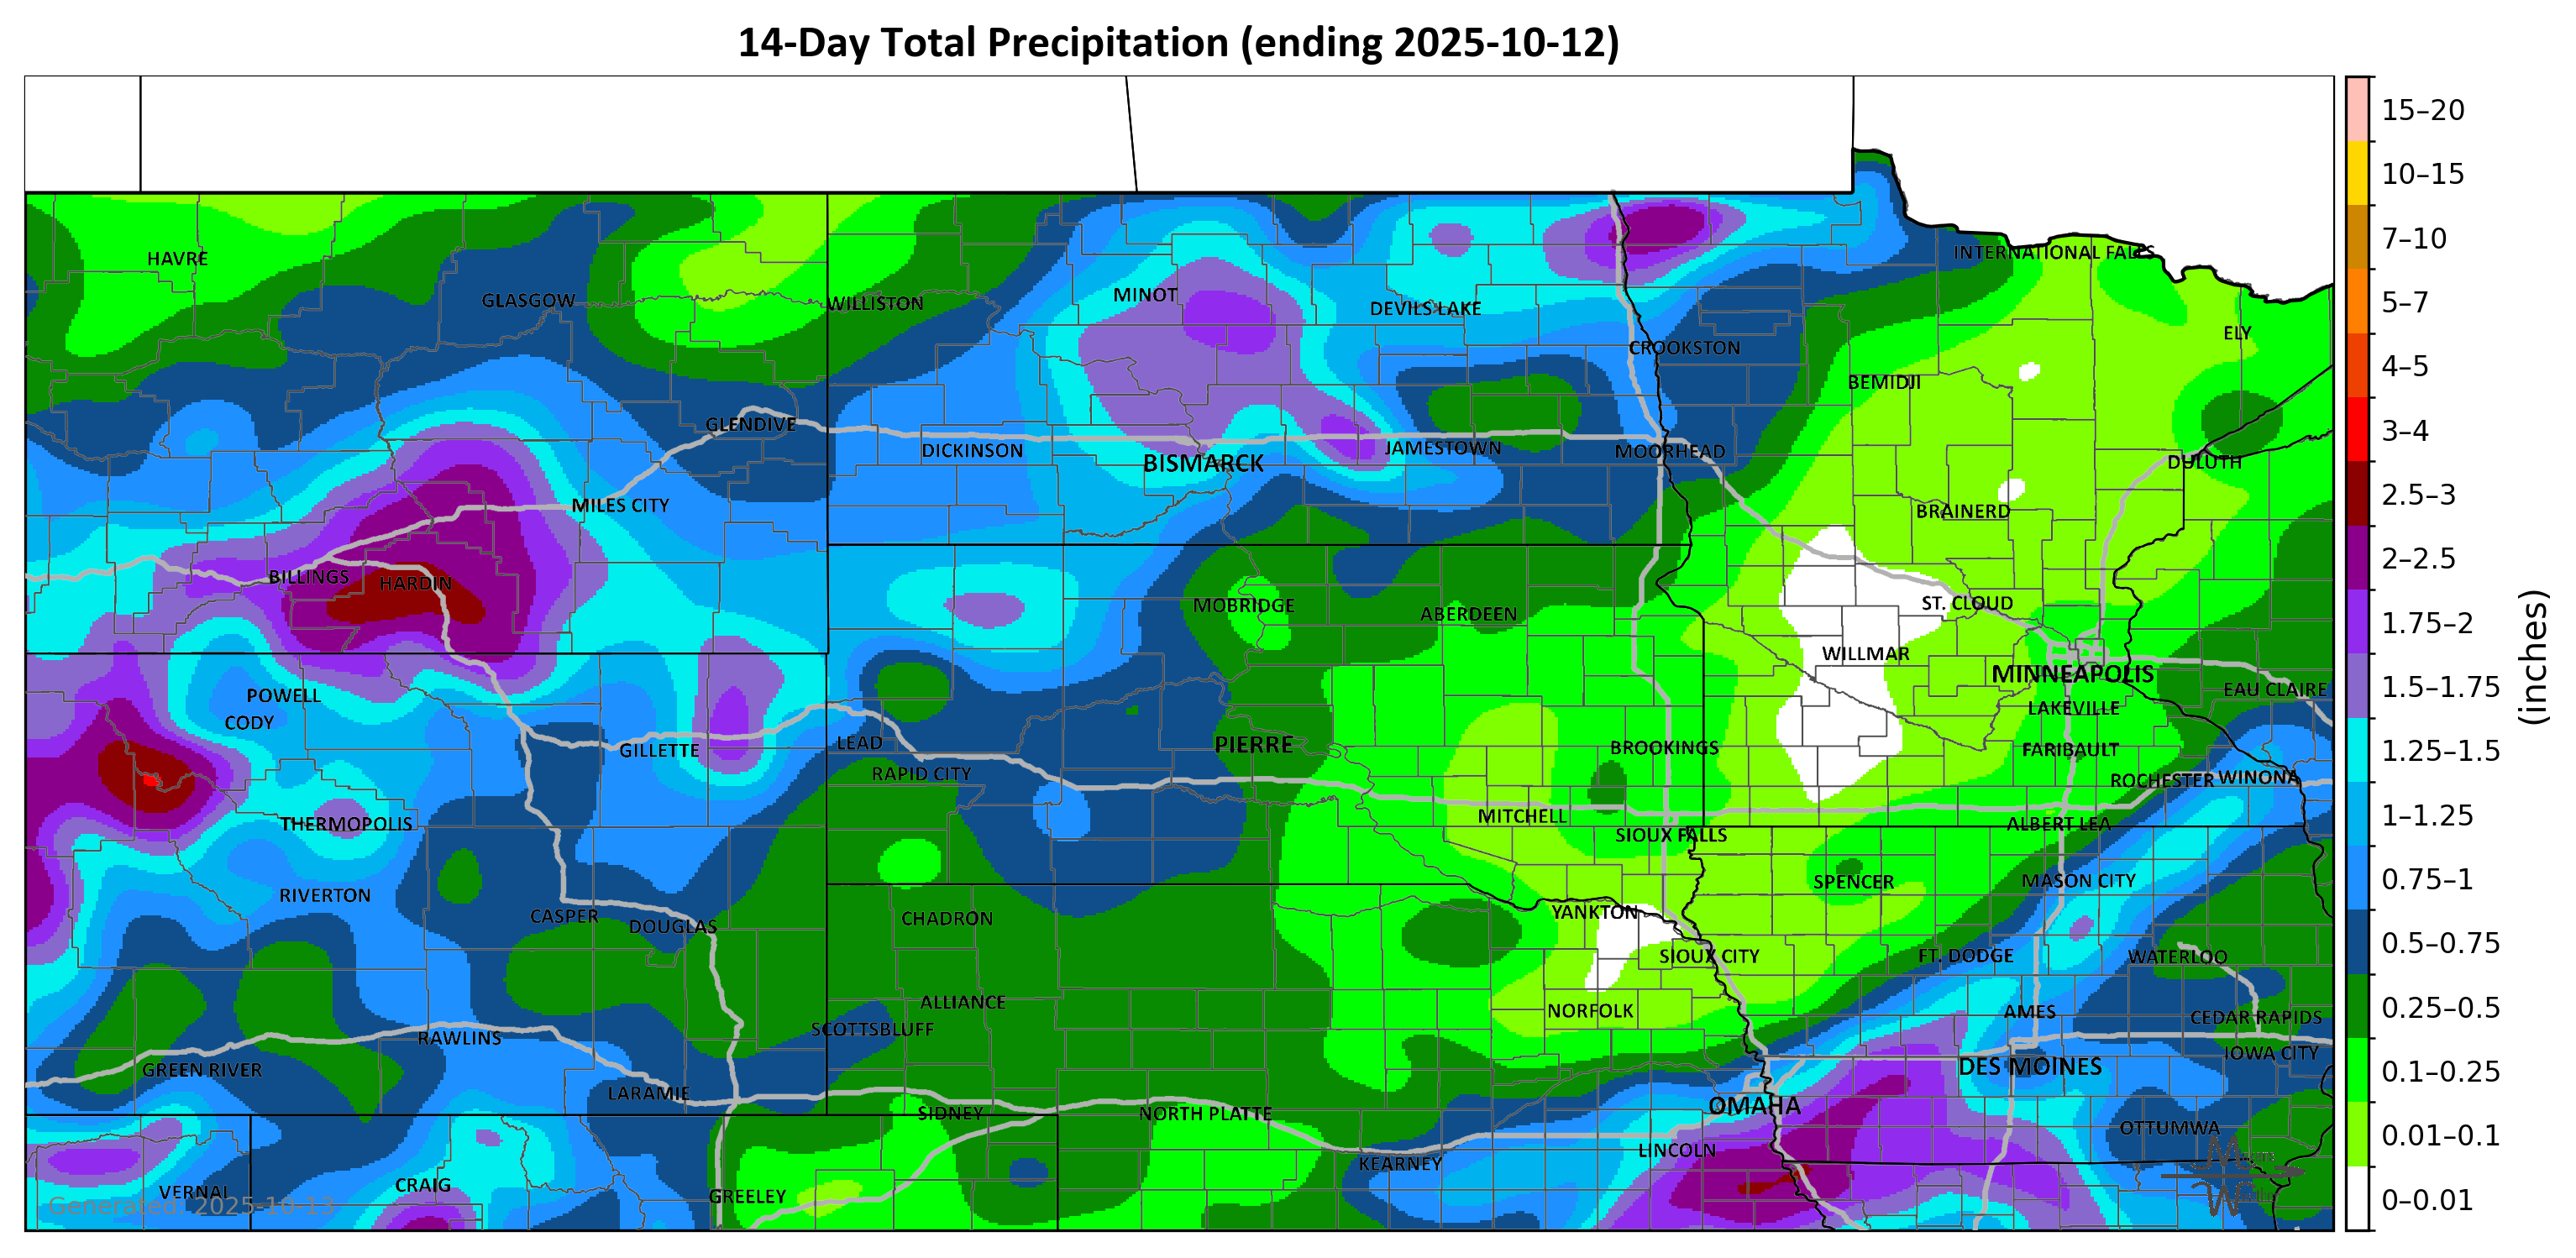 14-Day Total Precipitation (ending 2025-10-12)
15–20
10–15
INTERNATIONAL FALLS
7–10
HAVRE
GLASGOW
WILLISTON
MINOT
DEVILS LAKE
5–7
ELY
CROOKSTON
4–5
BEMIDJI
GLENDIVE
3–4
DICKINSON
BISMARCK
JAMESTOWN
MOORHEAD
DULUTH
2.5–3
MILES CITY
BRAINERD
2–2.5
BILLINGS
HARDIN
MOBRIDGE
ABERDEEN
ST. CLOUD
1.75–2
WILLMAR
MINNEAPOLIS
(inches)
POWELL
EAU CLAIRE
1.5–1.75
CODY
LAKEVILLE
GILLETTE
LEAD
PIERRE
BROOKINGS
FARIBAULT
1.25–1.5
RAPID CITY
ROCHESTER
WINONA
THERMOPOLIS
MITCHELL
SIOUX FALLS
ALBERT LEA
1–1.25
RIVERTON
SPENCER
MASON CITY
0.75–1
CASPER
DOUGLAS
CHADRON
YANKTON
SIOUX CITY
FT. DODGE
WATERLOO
0.5–0.75
ALLIANCE
NORFOLK
AMES
0.25–0.5
RAWLINS
SCOTTSBLUFF
CEDAR RAPIDS
GREEN RIVER
DES MOINES
IOWA CITY
0.1–0.25
LARAMIE
SIDNEY
NORTH PLATTE
OMAHA
OTTUMWA
0.01–0.1
KEARNEY
LINCOLN
VERNAL
CRAIG
GREELEY
0–0.01
Generated: 2025-10-13